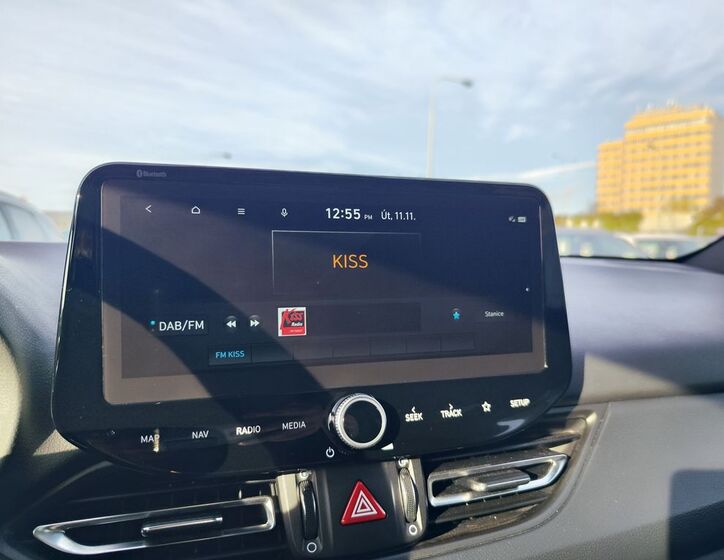 Bluetooth
12:55 PM Út, 11.11.
KISS
DAB/FM
Kiss
Radio
Stanice
FM KISS
MAP
NAV
RADIO
MEDIA
SEEK
TRACK
SETUP